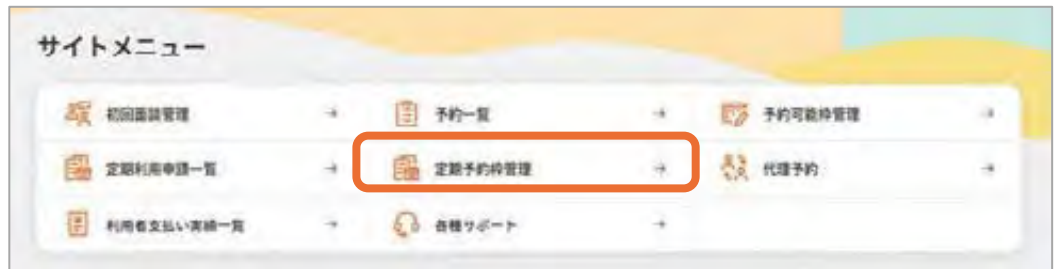 サイトメニュー
初回面談管理 → 予約一覧 → 予約可能枠管理 →
定期利用申請一覧 → 定期予約枠管理 → 代理予約 →
利用者支払い実績一覧 → 各種サポート →